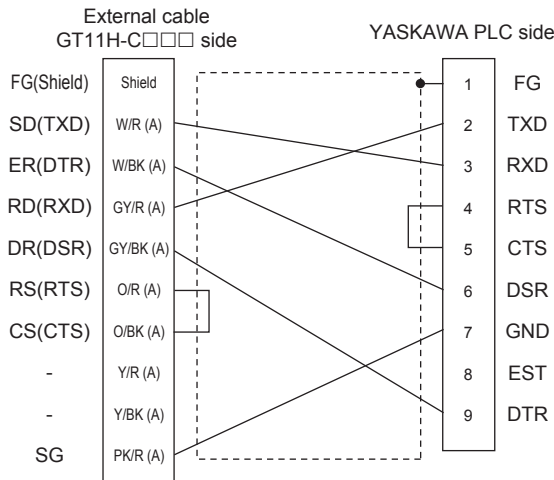 External cable
GT11H-C□□□ side
YASKAWA PLC side
FG(Shield) Shield 1 FG
SD(TXD) W/R (A) 2 TXD
ER(DTR) W/BK (A) 3 RXD
RD(RXD) GY/R (A) 4 RTS
DR(DSR) GY/BK (A) 5 CTS
RS(RTS) O/R (A) 6 DSR
CS(CTS) O/BK (A) 7 GND
- Y/R (A) 8 EST
- Y/BK (A) 9 DTR
SG PK/R (A)